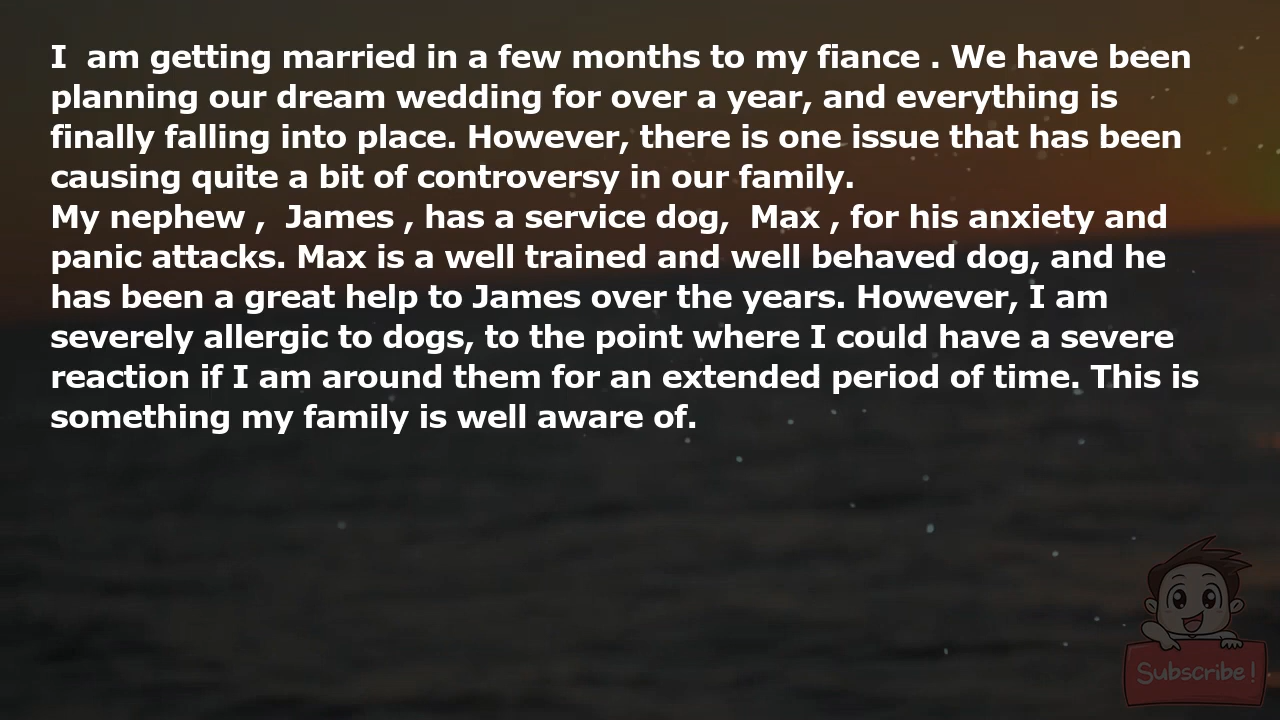 I  am getting married in a few months to my fiance . We have been
planning our dream wedding for over a year, and everything is
finally falling into place. However, there is one issue that has been
causing quite a bit of controversy in our family.
My nephew ,  James , has a service dog,  Max , for his anxiety and
panic attacks. Max is a well trained and well behaved dog, and he
has been a great help to James over the years. However, I am
severely allergic to dogs, to the point where I could have a severe
reaction if I am around them for an extended period of time. This is
something my family is well aware of.
Subscribe!